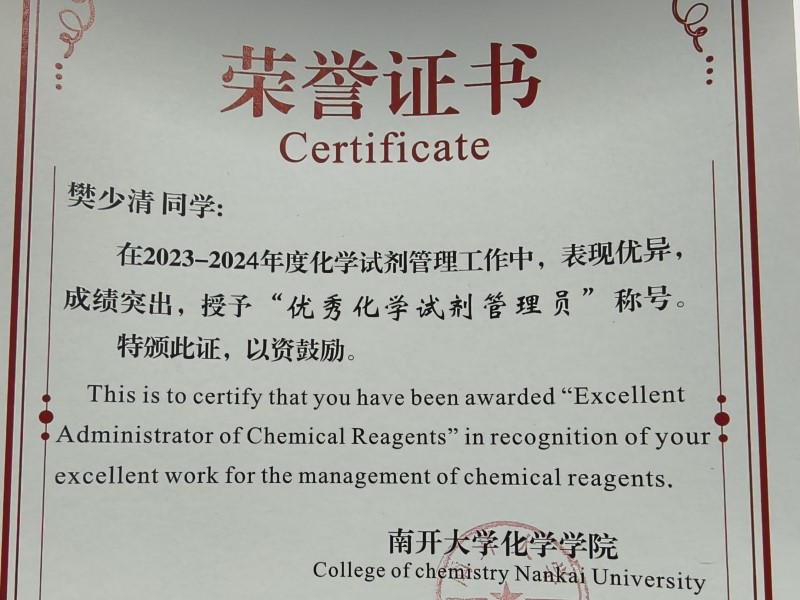 荣誉证书
Certificate
樊少清 同学:
在2023-2024年度化学试剂管理工作中，表现优异，
成绩突出，授予“优秀化学试剂管理员”称号。
特颁此证，以资鼓励。
This is to certify that you have been awarded “Excellent
Administrator of Chemical Reagents” in recognition of your
excellent work for the management of chemical reagents.
南开大学化学学院
College of chemistry Nankai University